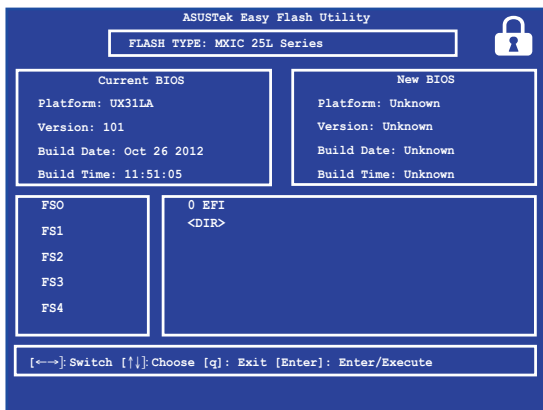 ASUSTek Easy Flash Utility
FLASH TYPE: MXIC 25L Series
Current BIOS
Platform: UX31LA
Version: 101
Build Date: Oct 26 2012
Build Time: 11:51:05
New BIOS
Platform: Unknown
Version: Unknown
Build Date: Unknown
Build Time: Unknown
FSO
FS1
FS2
FS3
FS4
0 EFI
<DIR>
[←→]: Switch [↑↓]: Choose [q]: Exit [Enter]: Enter/Execute